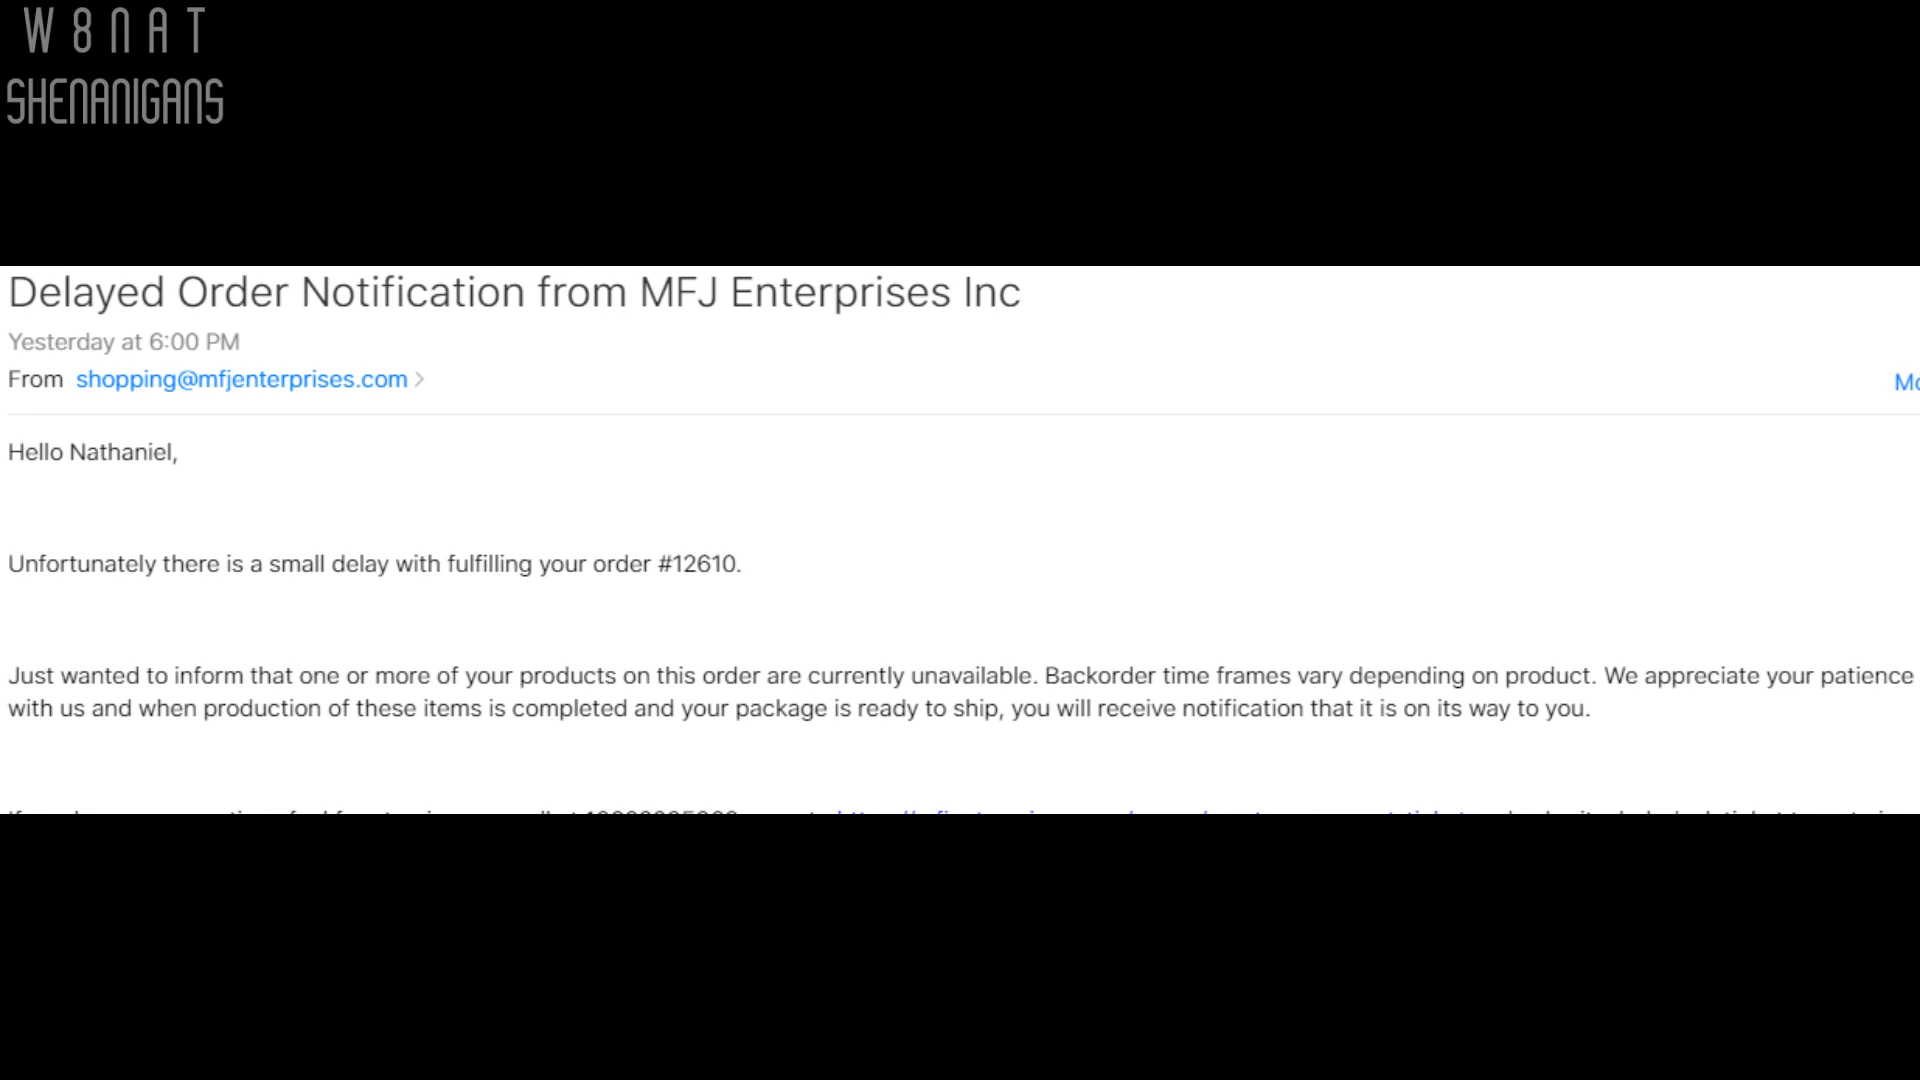 W8NAT
SHENANIGANS
Delayed Order Notification from MFJ Enterprises Inc
Yesterday at 6:00 PM
From shopping@mfjenterprises.com >
Hello Nathaniel,
Unfortunately there is a small delay with fulfilling your order #12610.
Just wanted to inform that one or more of your products on this order are currently unavailable. Backorder time frames vary depending on product. We appreciate your patience
with us and when production of these items is completed and your package is ready to ship, you will receive notification that it is on its way to you.